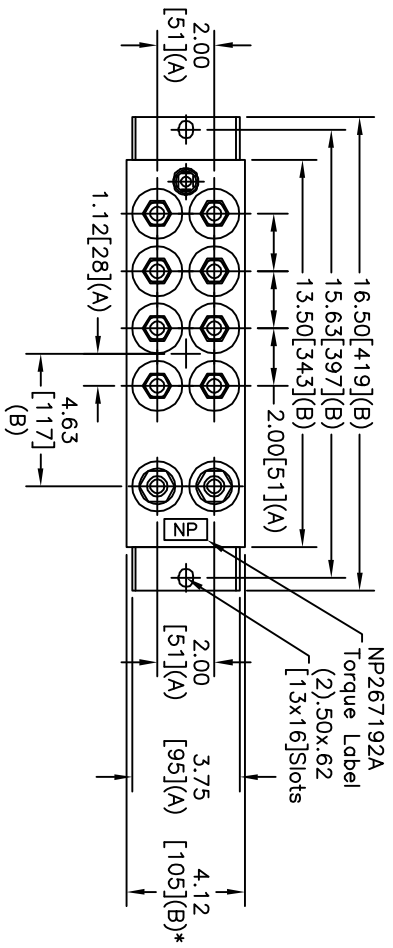 16.50[419](B)
15.63[397](B)
13.50[343](B)
2.00[51](A)
2.00
[51](A)
1.12[28](A)
4.63
[117]
(B)
NP
2.00
[51](A)
3.75
[95](A)
4.12
[105](B)*
NP267192A
Torque Label
(2).50x.62
[13x16]Slots